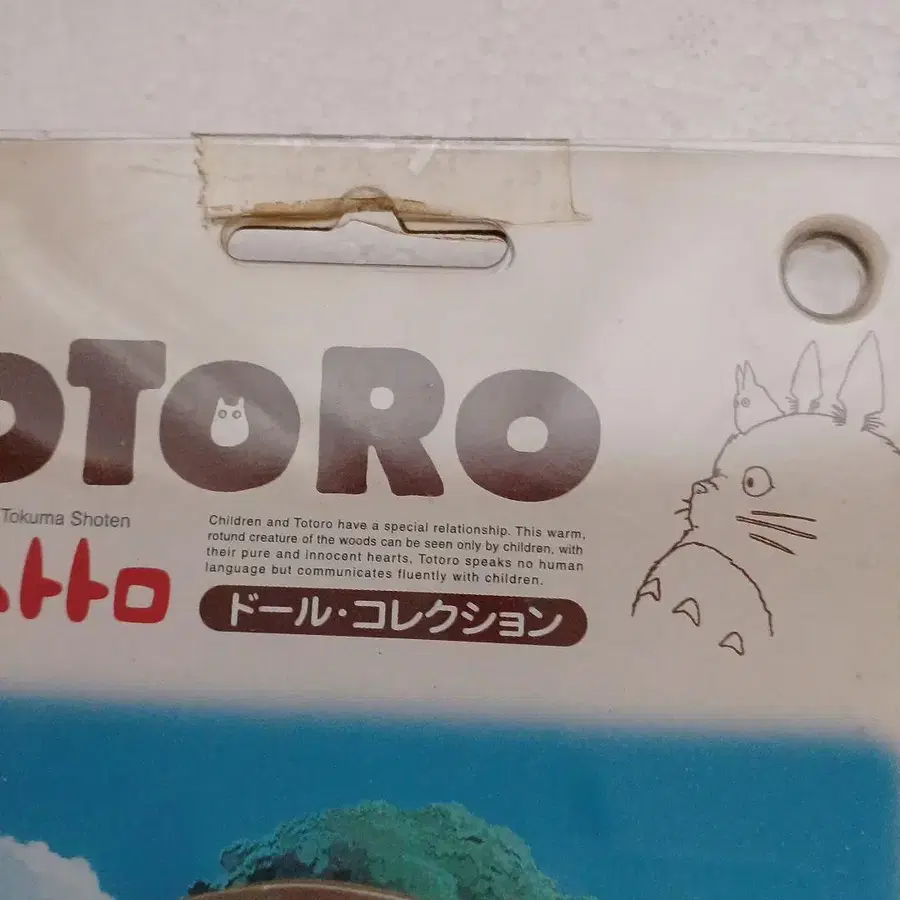 OTORO
Tokuma Shoten
トトロ
Children and Totoro have a special relationship. This warm,
rotund creature of the woods can be seen only by children, with
their pure and innocent hearts. Totoro speaks no human
language but communicates fluently with children.
ドール・コレクション